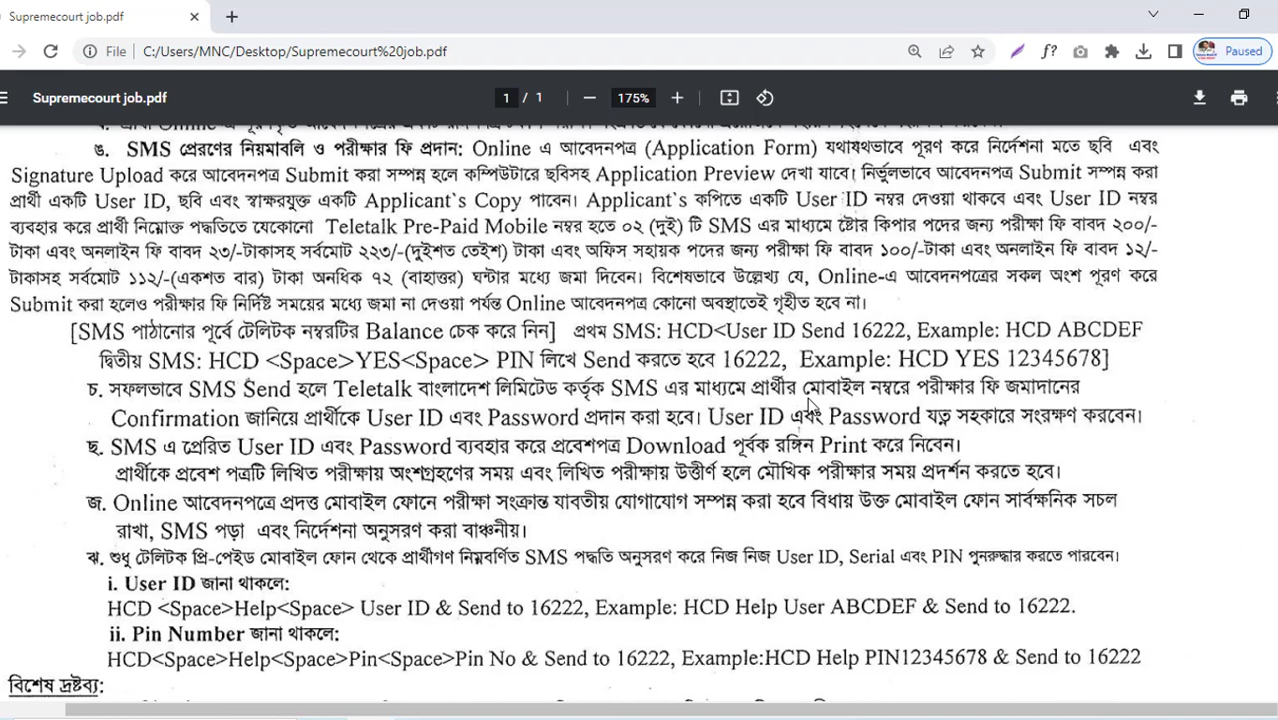 Supremecourt job.pdf
File C:/Users/MNC/Desktop/Supremecourt%20job.pdf
Paused
Supremecourt job.pdf
1 / 1
175%
ঙ. SMS প্রেরণের নিয়মাবলি ও পরীক্ষার ফি প্রদান: Online এ আবেদনপত্র (Application Form) যথাযথভাবে পূরণ করে নির্দেশনা মতে ছবি এবং
Signature Upload করে আবেদনপত্র Submit করা সম্পন্ন হলে কম্পিউটারে ছবিসহ Application Preview দেখা যাবে। নির্ভুলভাবে আবেদনপত্র Submit সম্পন্ন করা
প্রার্থী একটি User ID, ছবি এবং স্বাক্ষরযুক্ত একটি Applicant`s Copy পাবেন। Applicant`s কপিতে একটি User ID নম্বর দেওয়া থাকবে এবং User ID নম্বর
ব্যবহার করে প্রার্থী নিম্নোক্ত পদ্ধতিতে যেকোনো Teletalk Pre-Paid Mobile নম্বর হতে ০২ (দুই) টি SMS এর মাধ্যমে ষ্টোর কিপার পদের জন্য পরীক্ষা ফি বাবদ ২০০/-
টাকা এবং অনলাইন ফি বাবদ ২৩/-টাকাসহ সর্বমোট ২২৩/-(দুইশত তেইশ) টাকা এবং অফিস সহায়ক পদের জন্য পরীক্ষা ফি বাবদ ১০০/-টাকা এবং অনলাইন ফি বাবদ ১২/-
টাকাসহ সর্বমোট ১১২/-(একশত বার) টাকা অনধিক ৭২ (বাহাত্তর) ঘন্টার মধ্যে জমা দিবেন। বিশেষভাবে উল্লেখ্য যে, Online-এ আবেদনপত্রের সকল অংশ পূরণ করে
Submit করা হলেও পরীক্ষার ফি নির্দিষ্ট সময়ের মধ্যে জমা না দেওয়া পর্যন্ত Online আবেদনপত্র কোনো অবস্থাতেই গৃহীত হবে না।
[SMS পাঠানোর পূর্বে টেলিটক নম্বরটির Balance চেক করে নিন] প্রথম SMS: HCD<User ID Send 16222, Example: HCD ABCDEF
দ্বিতীয় SMS: HCD <Space>YES<Space> PIN লিখে Send করতে হবে 16222, Example: HCD YES 12345678]
চ. সফলভাবে SMS Send হলে Teletalk বাংলাদেশ লিমিটেড কর্তৃক SMS এর মাধ্যমে প্রার্থীর মোবাইল নম্বরে পরীক্ষার ফি জমাদানের
Confirmation জানিয়ে প্রার্থীকে User ID এবং Password প্রদান করা হবে। User ID এবং Password যত্ন সহকারে সংরক্ষণ করবেন।
ছ. SMS এ প্রেরিত User ID এবং Password ব্যবহার করে প্রবেশপত্র Download পূর্বক রঙ্গিন Print করে নিবেন।
প্রার্থীকে প্রবেশ পত্রটি লিখিত পরীক্ষায় অংশগ্রহণের সময় এবং লিখিত পরীক্ষায় উত্তীর্ণ হলে মৌখিক পরীক্ষার সময় প্রদর্শন করতে হবে।
জ. Online আবেদনপত্রে প্রদত্ত মোবাইল ফোনে পরীক্ষা সংক্রান্ত যাবতীয় যোগাযোগ সম্পন্ন করা হবে বিধায় উক্ত মোবাইল ফোন সার্বক্ষনিক সচল
রাখা, SMS পড়া এবং নির্দেশনা অনুসরণ করা বাঞ্চনীয়।
ঝ. শুধু টেলিটক প্রি-পেইড মোবাইল ফোন থেকে প্রার্থীগণ নিম্নবর্ণিত SMS পদ্ধতি অনুসরণ করে নিজ নিজ User ID, Serial এবং PIN পুনরুদ্ধার করতে পারবেন।
i. User ID জানা থাকলে:
HCD <Space>Help<Space> User ID & Send to 16222, Example: HCD Help User ABCDEF & Send to 16222.
ii. Pin Number জানা থাকলে:
HCD<Space>Help<Space>Pin<Space>Pin No & Send to 16222, Example:HCD Help PIN12345678 & Send to 16222
বিশেষ দ্রষ্টব্য: